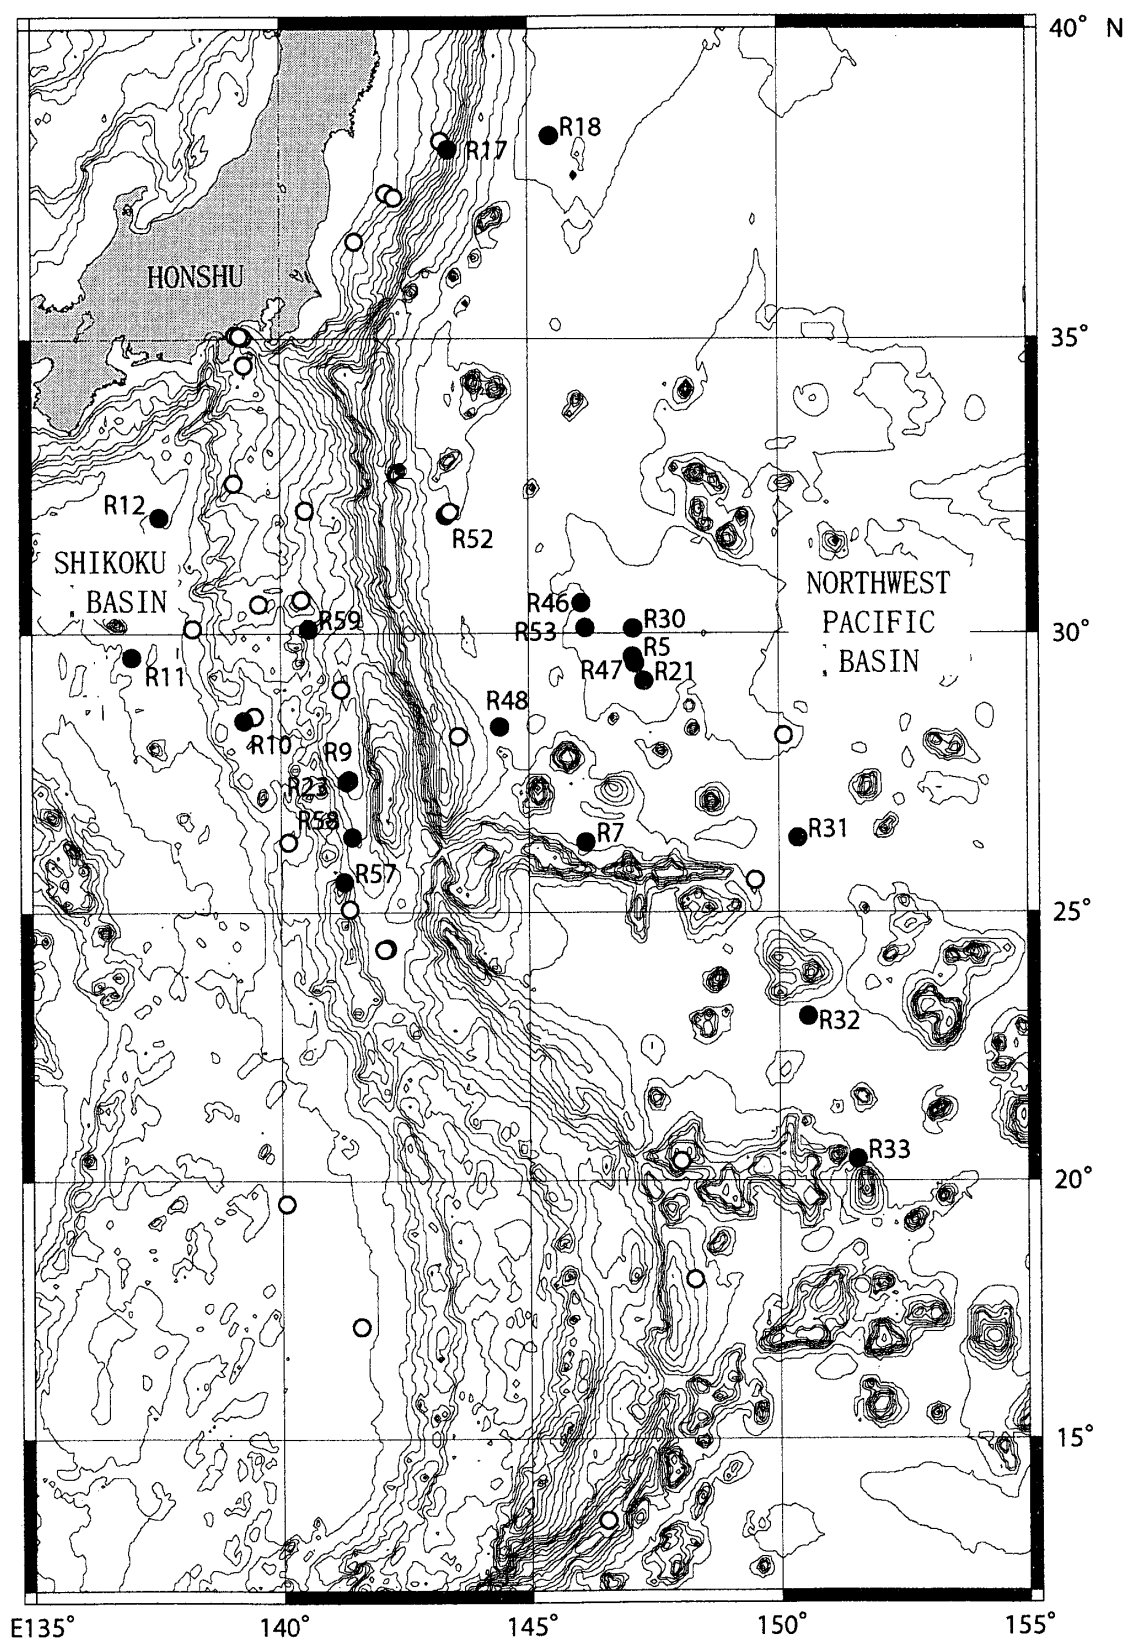 40° N
R18
R17
HONSHU
35°
R12
R52
SHIKOKU
BASIN
NORTHWEST
PACIFIC
BASIN
R46
R30
R59
R53
30°
R5
R47
R21
R11
R48
R10
R9
R23
R58
R7
R31
R57
25°
R32
R33
20°
15°
E135°
140°
145°
150°
155°